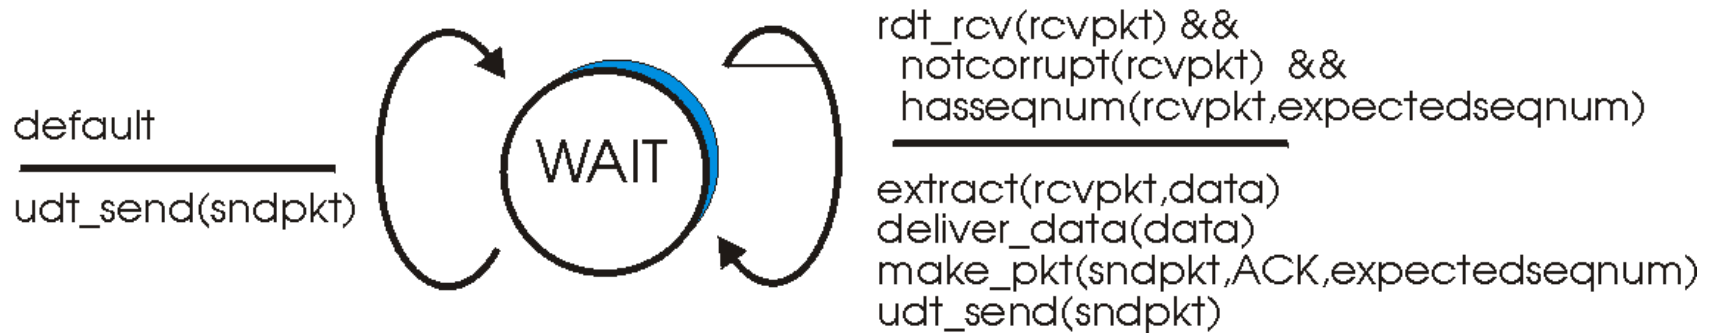 default
udt_send(sndpkt)
WAIT
rdt_rcv(rcvpkt) &&
notcorrupt(rcvpkt) &&
hasseqnum(rcvpkt,expectedseqnum)
extract(rcvpkt,data)
deliver_data(data)
make_pkt(sndpkt,ACK,expectedseqnum)
udt_send(sndpkt)